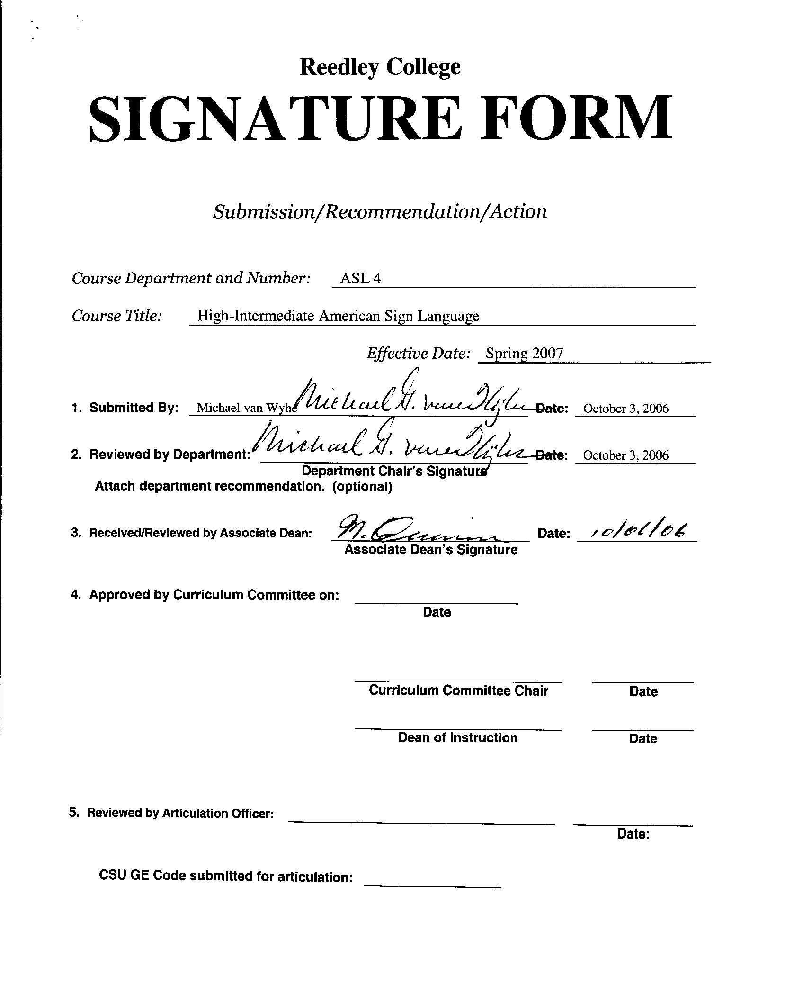 Reedley College
SIGNATURE FORM
Submission/Recommendation/Action
Course Department and Number: ASL 4
Course Title: High-Intermediate American Sign Language
Effective Date: Spring 2007
1. Submitted By: Michael van Wyhe Michael G. van Wyhe Date: October 3, 2006
2. Reviewed by Department: Michael G. van Wyhe Date: October 3, 2006
Department Chair's Signature
Attach department recommendation. (optional)
3. Received/Reviewed by Associate Dean: M. Date:
Associate Dean's Signature
4. Approved by Curriculum Committee on:
Date
Curriculum Committee Chair Date
Dean of Instruction Date
5. Reviewed by Articulation Officer:
Date:
CSU GE Code submitted for articulation: